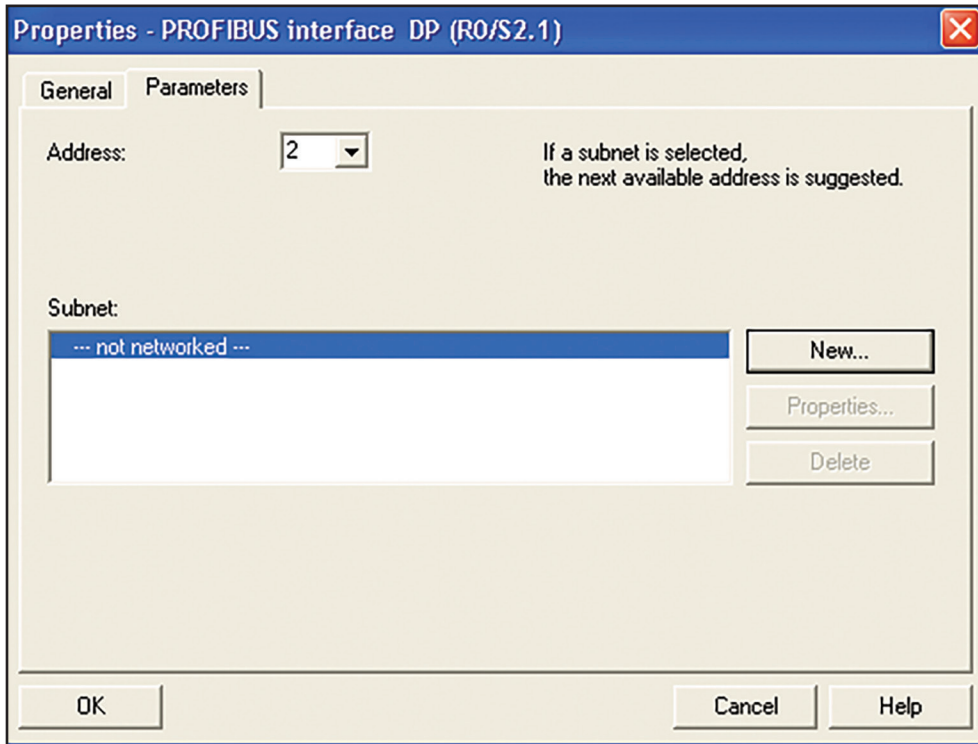 Properties - PROFIBUS interface DP (R0/S2.1)
General
Parameters
Address:
2
If a subnet is selected,
the next available address is suggested.
Subnet:
--- not networked ---
New...
Properties...
Delete
OK
Cancel
Help